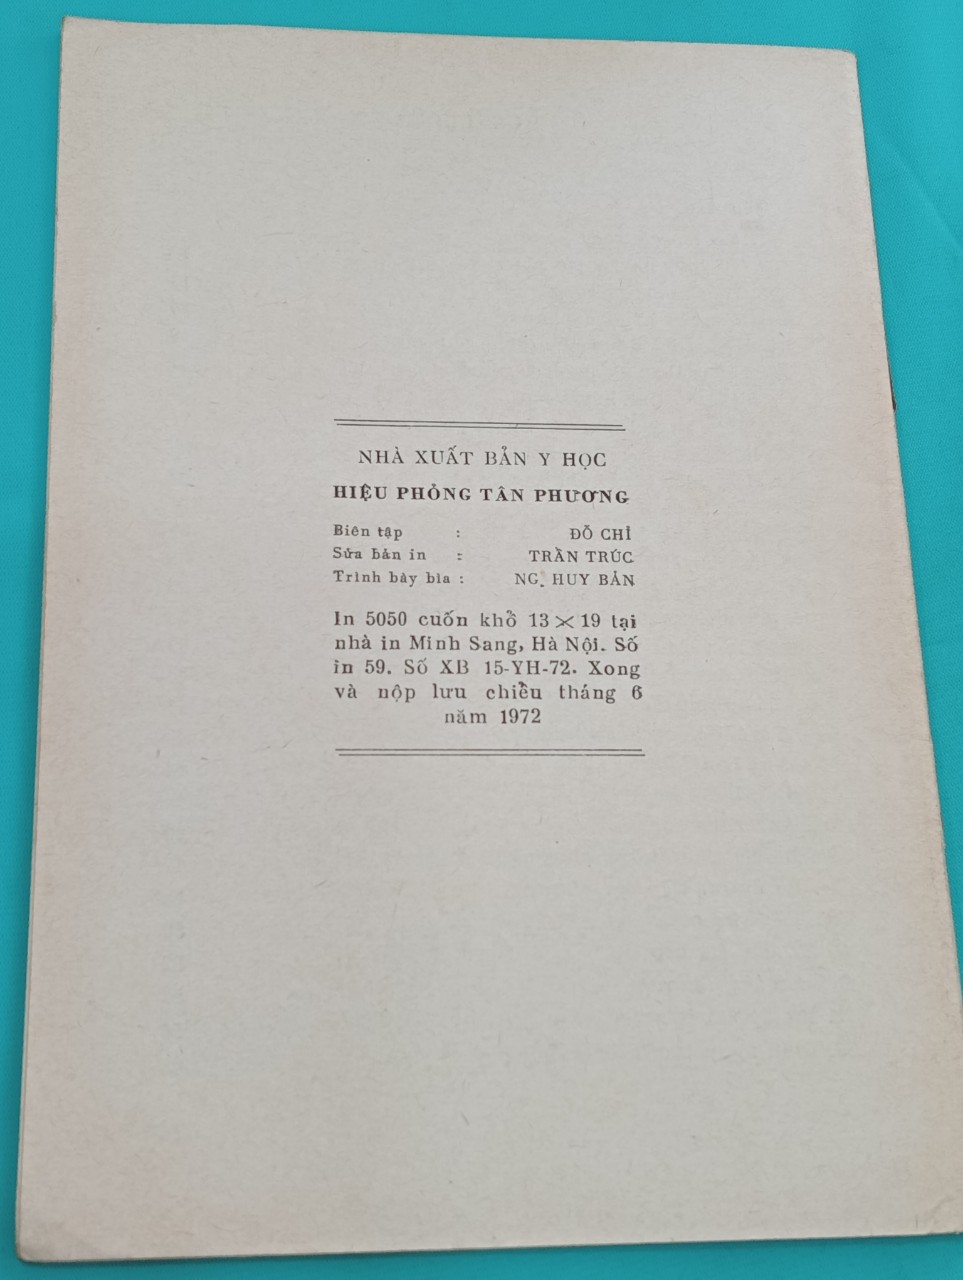 NHÀ XUẤT BẢN Y HỌC
HIỆU PHỎNG TÂN PHƯƠNG
Biên tập : ĐỖ CHỈ
Sửa bản in : TRẦN TRÚC
Trình bày bìa : NG. HUY BẢN
In 5050 cuốn khổ 13 × 19 tại
nhà in Minh Sang, Hà Nội. Số
in 59. Số XB 15-YH-72. Xong
và nộp lưu chiều tháng 6
năm 1972